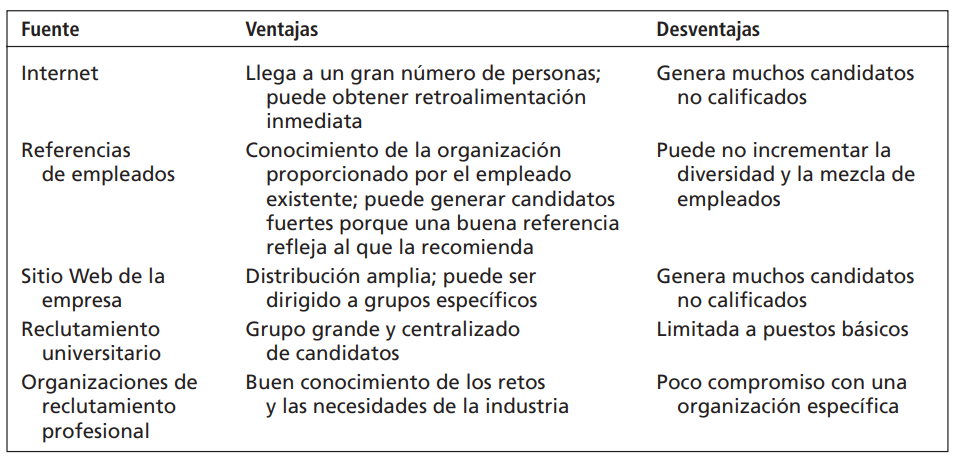 Fuente Ventajas Desventajas
Internet Llega a un gran número de personas; Genera muchos candidatos
puede obtener retroalimentación no calificados
inmediata
Referencias Conocimiento de la organización Puede no incrementar la
de empleados proporcionado por el empleado diversidad y la mezcla de
existente; puede generar candidatos empleados
fuertes porque una buena referencia
refleja al que la recomienda
Sitio Web de la Distribución amplia; puede ser Genera muchos candidatos
empresa dirigido a grupos específicos no calificados
Reclutamiento Grupo grande y centralizado Limitada a puestos básicos
universitario de candidatos
Organizaciones de Buen conocimiento de los retos Poco compromiso con una
reclutamiento y las necesidades de la industria organización específica
profesional